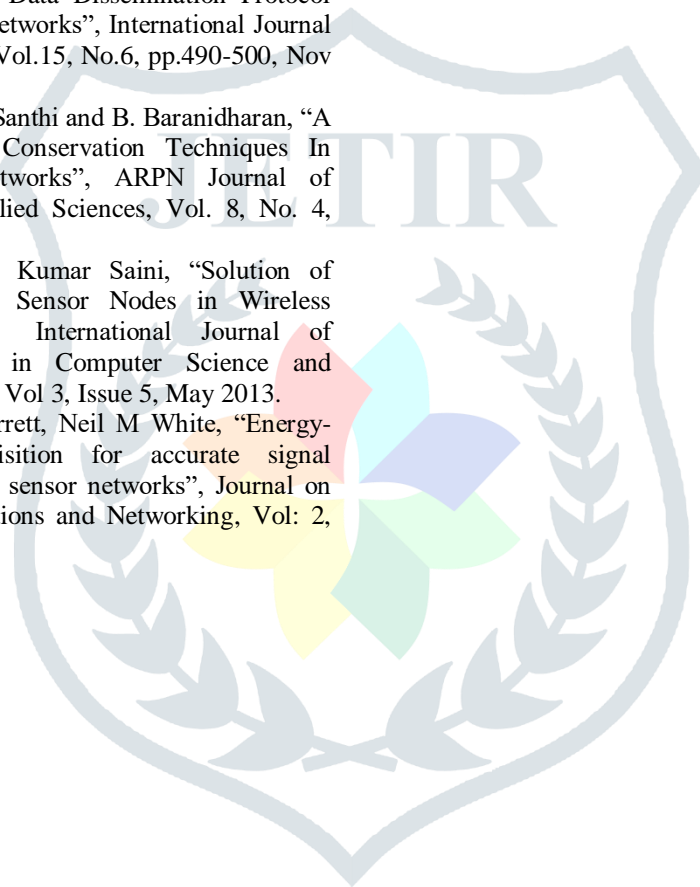 Data Dissemination Protocol
etworks”, International Journal
Vol.15, No.6, pp.490-500, Nov
Santhi and B. Baranidharan, “A
Conservation Techniques In
tworks”, ARPN Journal of
lied Sciences, Vol. 8, No. 4,
JETIR
Kumar Saini, “Solution of
Sensor Nodes in Wireless
International Journal of
in Computer Science and
Vol 3, Issue 5, May 2013.
rrett, Neil M White, “Energy-
isition for accurate signal
sensor networks”, Journal on
ions and Networking, Vol: 2,